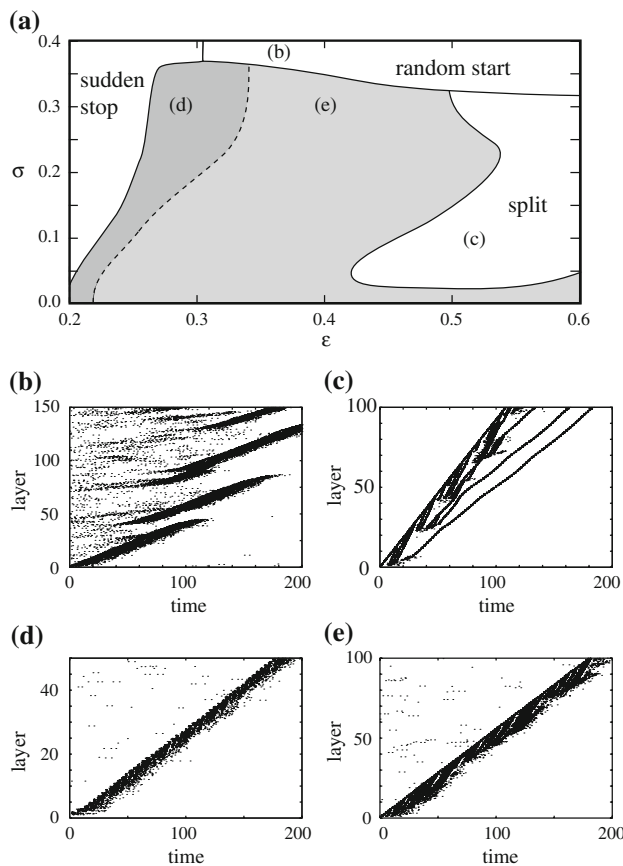 (a)
0.4
(b)
random start
sudden
stop
0.3
(d)
(e)
σ
0.2
split
(c)
0.1
0.0
0.2
0.3
0.4
0.5
0.6
ε
(b)
150
100
50
0
layer
0
100
200
time
(c)
100
50
0
layer
0
100
200
time
(d)
40
20
0
layer
0
100
200
time
(e)
100
50
0
layer
0
100
200
time